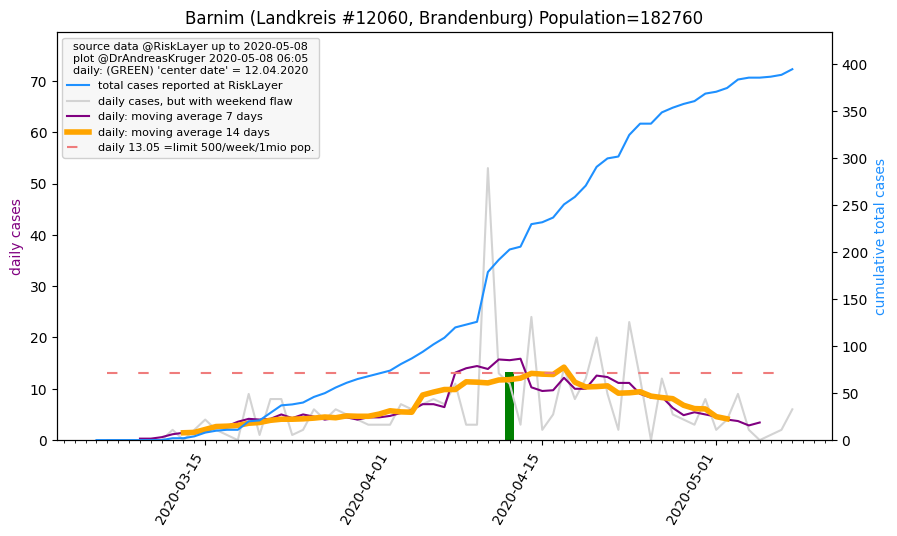 Barnim (Landkreis #12060, Brandenburg) Population=182760
source data @RiskLayer up to 2020-05-08
plot @DrAndreasKruger 2020-05-08 06:05
daily: (GREEN) 'center date' = 12.04.2020
total cases reported at RiskLayer
daily cases, but with weekend flaw
daily: moving average 7 days
daily: moving average 14 days
daily 13.05 =limit 500/week/1mio pop.
daily cases
70
60
50
40
30
20
10
0
400
350
300
250
200
150
100
50
0
cumulative total cases
2020-03-15
2020-04-01
2020-04-15
2020-05-01